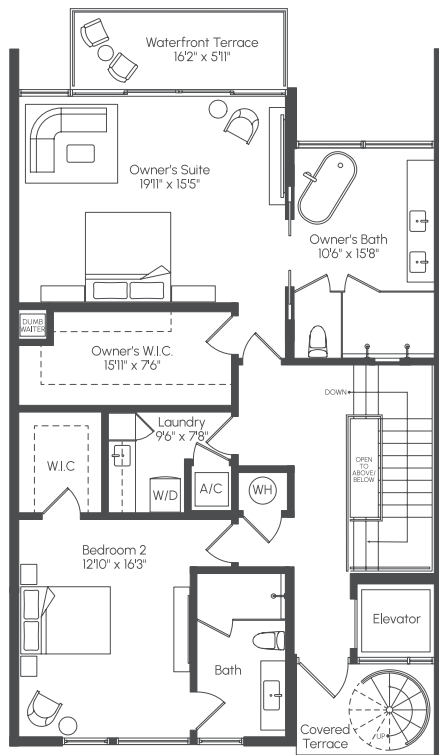 Waterfront Terrace
16'2" x 5'11"
Owner's Suite
19'11" x 15'5"
Owner's Bath
10'6" x 15'8"
DUMB
WAITER
Owner's W.I.C.
15'11" x 7'6"
DOWN
Laundry
9'6" x 7'8"
W.I.C
W/D
A/C
WH
OPEN
TO
ABOVE/
BELOW
Bedroom 2
12'10" x 16'3"
Elevator
Bath
Covered
Terrace
UP